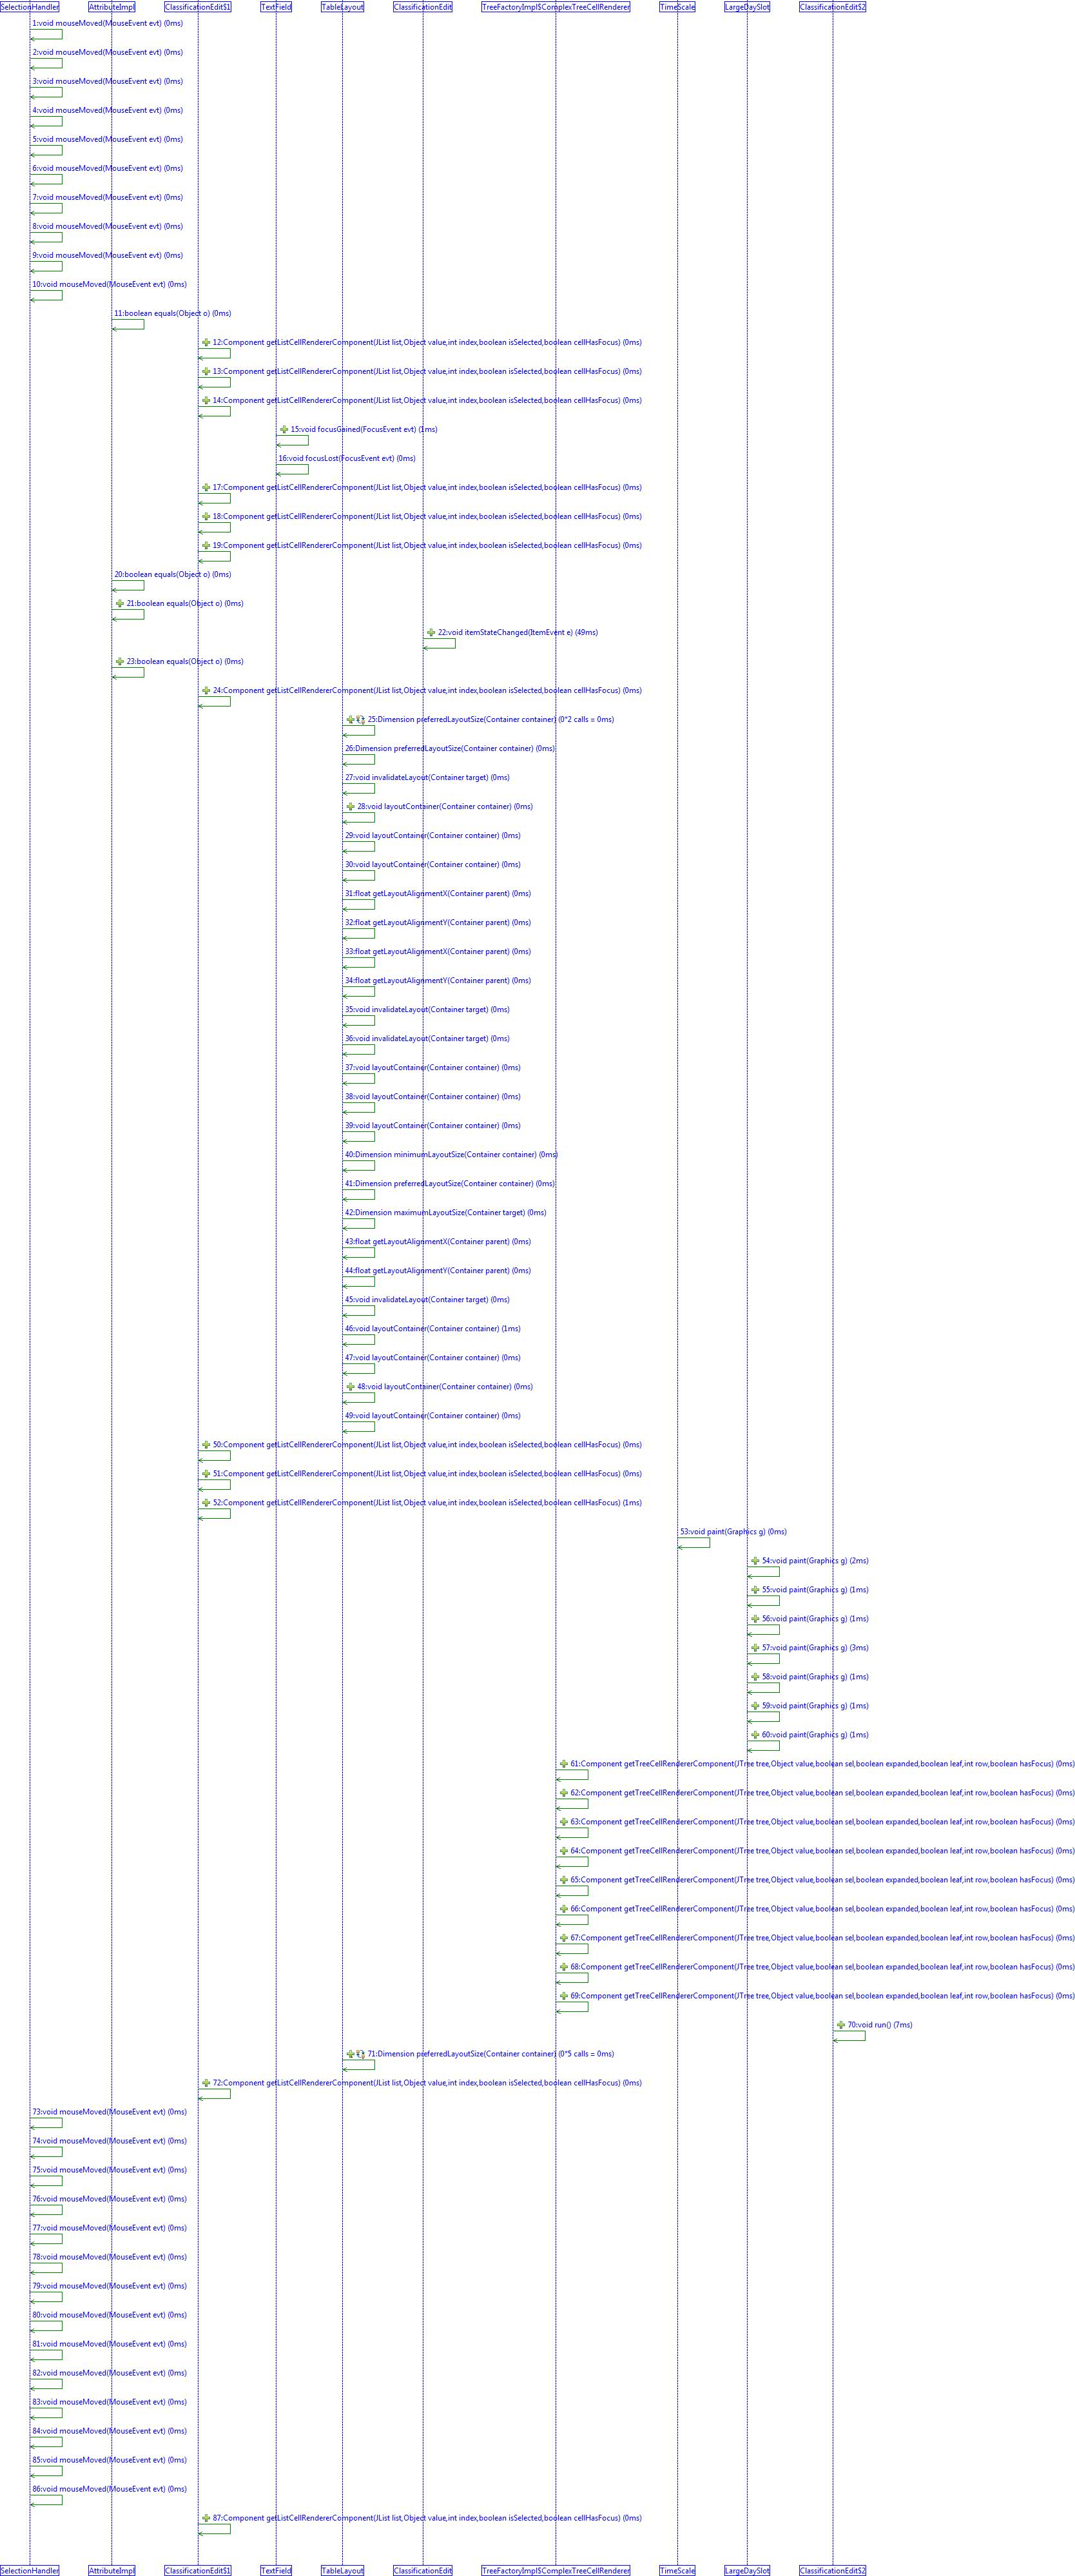 SelectionHandler AttributeImpl ClassificationEdit$1 TextField TableLayout ClassificationEdit TreeFactoryImpl$ComplexTreeCellRenderer TimeScale LargeDaySlot ClassificationEdit$2
1:void mouseMoved(MouseEvent evt) (0ms)
2:void mouseMoved(MouseEvent evt) (0ms)
3:void mouseMoved(MouseEvent evt) (0ms)
4:void mouseMoved(MouseEvent evt) (0ms)
5:void mouseMoved(MouseEvent evt) (0ms)
6:void mouseMoved(MouseEvent evt) (0ms)
7:void mouseMoved(MouseEvent evt) (0ms)
8:void mouseMoved(MouseEvent evt) (0ms)
9:void mouseMoved(MouseEvent evt) (0ms)
10:void mouseMoved(MouseEvent evt) (0ms)
11:boolean equals(Object o) (0ms)
12:Component getListCellRendererComponent(JList list,Object value,int index,boolean isSelected,boolean cellHasFocus) (0ms)
13:Component getListCellRendererComponent(JList list,Object value,int index,boolean isSelected,boolean cellHasFocus) (0ms)
14:Component getListCellRendererComponent(JList list,Object value,int index,boolean isSelected,boolean cellHasFocus) (0ms)
15:void focusGained(FocusEvent evt) (1ms)
16:void focusLost(FocusEvent evt) (0ms)
17:Component getListCellRendererComponent(JList list,Object value,int index,boolean isSelected,boolean cellHasFocus) (0ms)
18:Component getListCellRendererComponent(JList list,Object value,int index,boolean isSelected,boolean cellHasFocus) (0ms)
19:Component getListCellRendererComponent(JList list,Object value,int index,boolean isSelected,boolean cellHasFocus) (0ms)
20:boolean equals(Object o) (0ms)
21:boolean equals(Object o) (0ms)
22:void itemStateChanged(ItemEvent e) (49ms)
23:boolean equals(Object o) (0ms)
24:Component getListCellRendererComponent(JList list,Object value,int index,boolean isSelected,boolean cellHasFocus) (0ms)
25:Dimension preferredLayoutSize(Container container) (0*2 calls = 0ms)
26:Dimension preferredLayoutSize(Container container) (0ms)
27:void invalidateLayout(Container target) (0ms)
28:void layoutContainer(Container container) (0ms)
29:void layoutContainer(Container container) (0ms)
30:void layoutContainer(Container container) (0ms)
31:float getLayoutAlignmentX(Container parent) (0ms)
32:float getLayoutAlignmentY(Container parent) (0ms)
33:float getLayoutAlignmentX(Container parent) (0ms)
34:float getLayoutAlignmentY(Container parent) (0ms)
35:void invalidateLayout(Container target) (0ms)
36:void invalidateLayout(Container target) (0ms)
37:void layoutContainer(Container container) (0ms)
38:void layoutContainer(Container container) (0ms)
39:void layoutContainer(Container container) (0ms)
40:Dimension minimumLayoutSize(Container container) (0ms)
41:Dimension preferredLayoutSize(Container container) (0ms)
42:Dimension maximumLayoutSize(Container target) (0ms)
43:float getLayoutAlignmentX(Container parent) (0ms)
44:float getLayoutAlignmentY(Container parent) (0ms)
45:void invalidateLayout(Container target) (0ms)
46:void layoutContainer(Container container) (1ms)
47:void layoutContainer(Container container) (0ms)
48:void layoutContainer(Container container) (0ms)
49:void layoutContainer(Container container) (0ms)
50:Component getListCellRendererComponent(JList list,Object value,int index,boolean isSelected,boolean cellHasFocus) (0ms)
51:Component getListCellRendererComponent(JList list,Object value,int index,boolean isSelected,boolean cellHasFocus) (0ms)
52:Component getListCellRendererComponent(JList list,Object value,int index,boolean isSelected,boolean cellHasFocus) (1ms)
53:void paint(Graphics g) (0ms)
54:void paint(Graphics g) (2ms)
55:void paint(Graphics g) (1ms)
56:void paint(Graphics g) (1ms)
57:void paint(Graphics g) (3ms)
58:void paint(Graphics g) (1ms)
59:void paint(Graphics g) (1ms)
60:void paint(Graphics g) (1ms)
61:Component getTreeCellRendererComponent(JTree tree,Object value,boolean sel,boolean expanded,boolean leaf,int row,boolean hasFocus) (0ms)
62:Component getTreeCellRendererComponent(JTree tree,Object value,boolean sel,boolean expanded,boolean leaf,int row,boolean hasFocus) (0ms)
63:Component getTreeCellRendererComponent(JTree tree,Object value,boolean sel,boolean expanded,boolean leaf,int row,boolean hasFocus) (0ms)
64:Component getTreeCellRendererComponent(JTree tree,Object value,boolean sel,boolean expanded,boolean leaf,int row,boolean hasFocus) (0ms)
65:Component getTreeCellRendererComponent(JTree tree,Object value,boolean sel,boolean expanded,boolean leaf,int row,boolean hasFocus) (0ms)
66:Component getTreeCellRendererComponent(JTree tree,Object value,boolean sel,boolean expanded,boolean leaf,int row,boolean hasFocus) (0ms)
67:Component getTreeCellRendererComponent(JTree tree,Object value,boolean sel,boolean expanded,boolean leaf,int row,boolean hasFocus) (0ms)
68:Component getTreeCellRendererComponent(JTree tree,Object value,boolean sel,boolean expanded,boolean leaf,int row,boolean hasFocus) (0ms)
69:Component getTreeCellRendererComponent(JTree tree,Object value,boolean sel,boolean expanded,boolean leaf,int row,boolean hasFocus) (0ms)
70:void run() (7ms)
71:Dimension preferredLayoutSize(Container container) (0*5 calls = 0ms)
72:Component getListCellRendererComponent(JList list,Object value,int index,boolean isSelected,boolean cellHasFocus) (0ms)
73:void mouseMoved(MouseEvent evt) (0ms)
74:void mouseMoved(MouseEvent evt) (0ms)
75:void mouseMoved(MouseEvent evt) (0ms)
76:void mouseMoved(MouseEvent evt) (0ms)
77:void mouseMoved(MouseEvent evt) (0ms)
78:void mouseMoved(MouseEvent evt) (0ms)
79:void mouseMoved(MouseEvent evt) (0ms)
80:void mouseMoved(MouseEvent evt) (0ms)
81:void mouseMoved(MouseEvent evt) (0ms)
82:void mouseMoved(MouseEvent evt) (0ms)
83:void mouseMoved(MouseEvent evt) (0ms)
84:void mouseMoved(MouseEvent evt) (0ms)
85:void mouseMoved(MouseEvent evt) (0ms)
86:void mouseMoved(MouseEvent evt) (0ms)
87:Component getListCellRendererComponent(JList list,Object value,int index,boolean isSelected,boolean cellHasFocus) (0ms)
SelectionHandler AttributeImpl ClassificationEdit$1 TextField TableLayout ClassificationEdit TreeFactoryImpl$ComplexTreeCellRenderer TimeScale LargeDaySlot ClassificationEdit$2